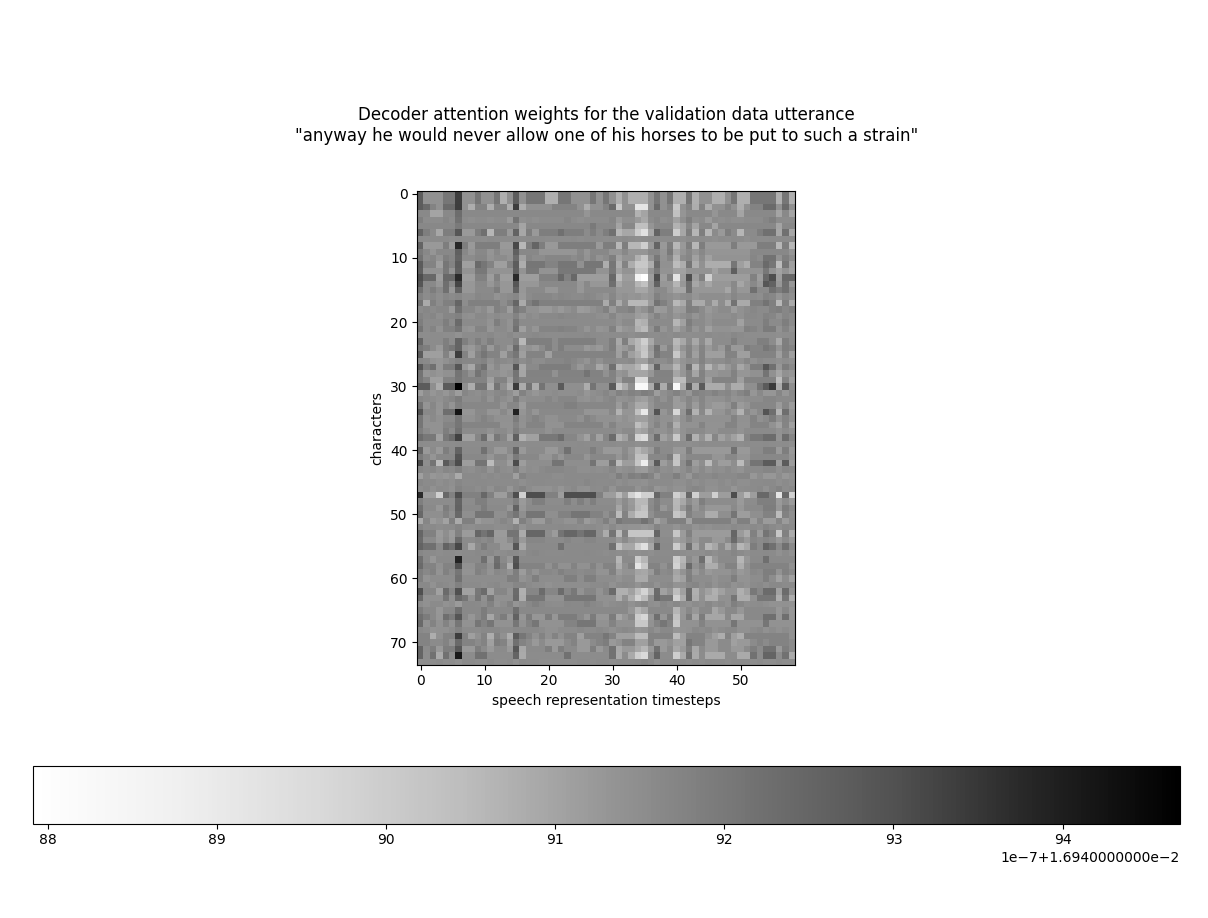 Decoder attention weights for the validation data utterance
"anyway he would never allow one of his horses to be put to such a strain"
0
10
20
30
40
50
60
70
characters
0 10 20 30 40 50
speech representation timesteps
88 89 90 91 92 93 94
1e−7+1.6940000000e−2